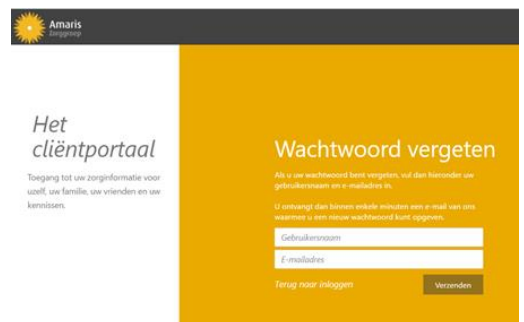 Amaris
Zorggroep
Het
cliëntportaal
Toegang tot uw zorginformatie voor
uzelf, uw familie, uw vrienden en uw
kennissen.
Wachtwoord vergeten
Als u uw wachtwoord bent vergeten, vul dan hieronder uw
gebruikersnaam en e-mailadres in.
U ontvangt dan binnen enkele minuten een e-mail van ons
waarmee u een nieuw wachtwoord kunt opgeven.
Gebruikersnaam
E-mailadres
Terug naar inloggen
Verzenden